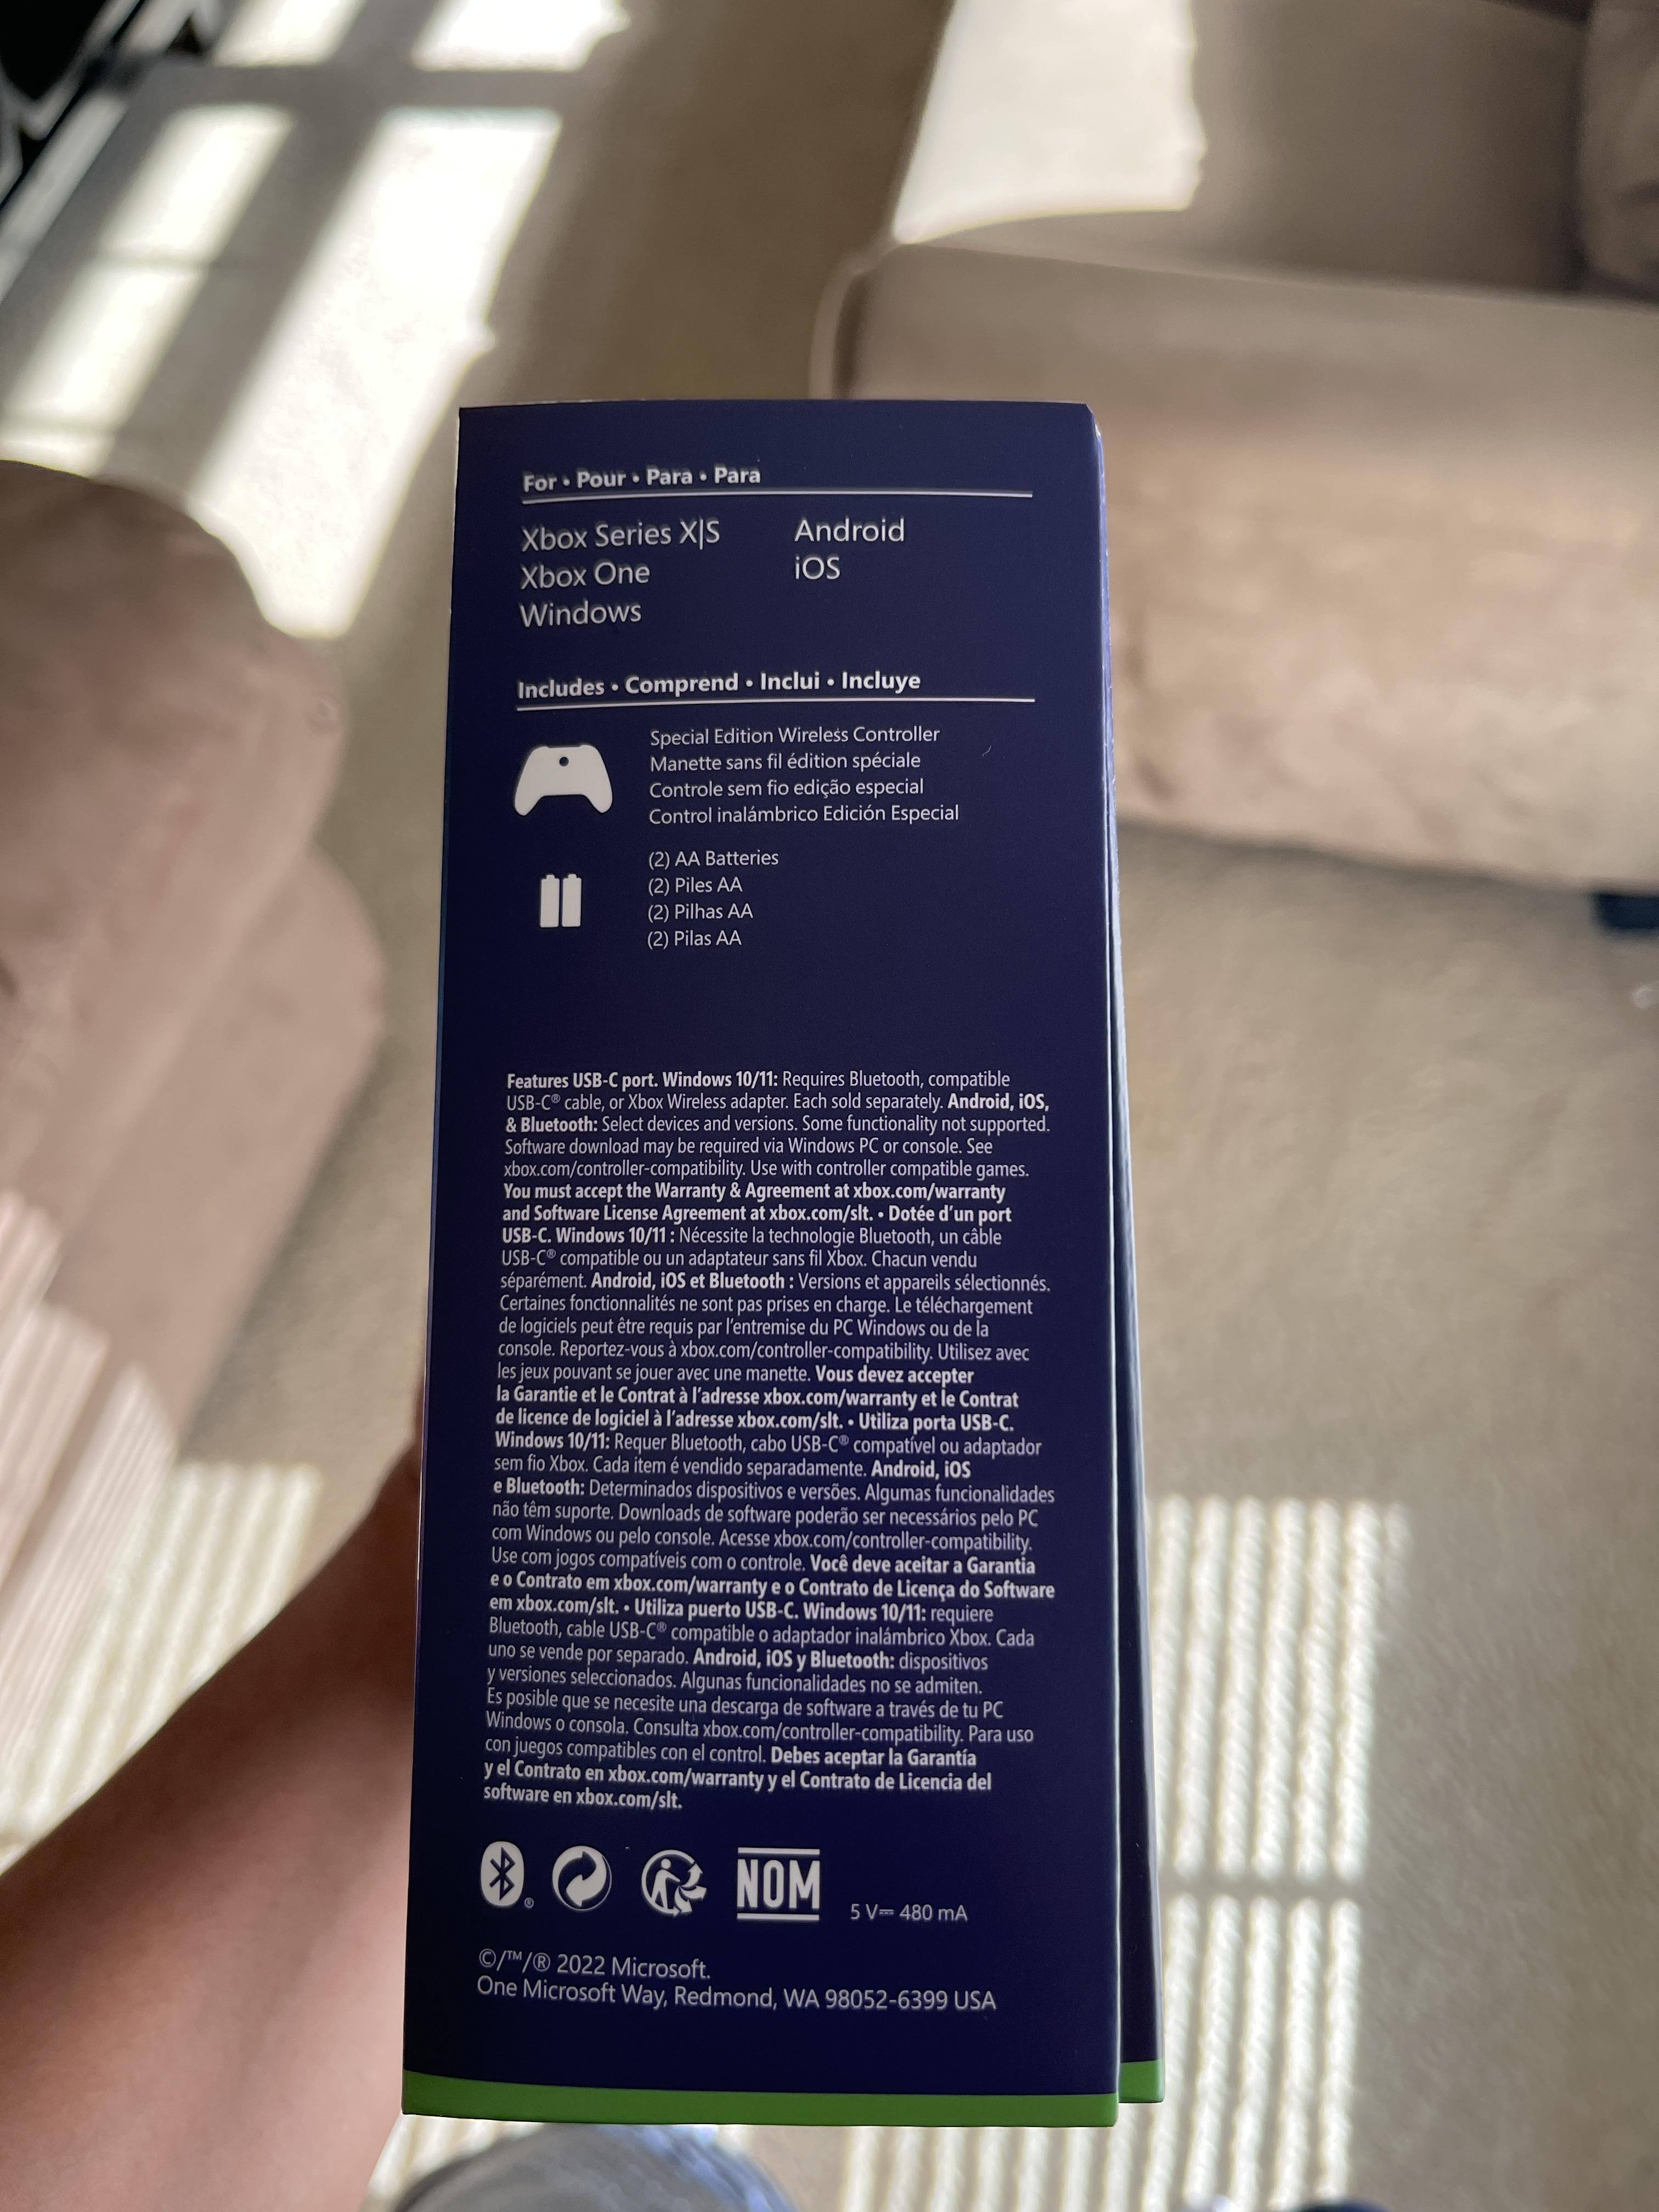 For • Pour • Para • Para
Xbox Series X|S
Xbox One
Windows
Android
iOS
Includes • Comprend • Inclui • Incluye
Special Edition Wireless Controller
Manette sans fil édition spéciale
Controle sem fio edição especial
Control inalámbrico Edición Especial
(2) AA Batteries
(2) Piles AA
(2) Pilhas AA
(2) Pilas AA
Features USB-C port. Windows 10/11: Requires Bluetooth, compatible
USB-C® cable, or Xbox Wireless adapter. Each sold separately. Android, iOS,
& Bluetooth: Select devices and versions. Some functionality not supported.
Software download may be required via Windows PC or console. See
xbox.com/controller-compatibility. Use with controller compatible games.
You must accept the Warranty & Agreement at xbox.com/warranty
and Software License Agreement at xbox.com/slt. • Dotée d'un port
USB-C. Windows 10/11 : Nécessite la technologie Bluetooth, un câble
USB-C® compatible ou un adaptateur sans fil Xbox. Chacun vendu
séparément. Android, iOS et Bluetooth : Versions et appareils sélectionnés.
Certaines fonctionnalités ne sont pas prises en charge. Le téléchargement
de logiciels peut être requis par l'entremise du PC Windows ou de la
console. Reportez-vous à xbox.com/controller-compatibility. Utilisez avec
les jeux pouvant se jouer avec une manette. Vous devez accepter
la Garantie et le Contrat à l'adresse xbox.com/warranty et le Contrat
de licence de logiciel à l'adresse xbox.com/slt. • Utiliza porta USB-C.
Windows 10/11: Requer Bluetooth, cabo USB-C® compatível ou adaptador
sem fio Xbox. Cada item é vendido separadamente. Android, iOS
e Bluetooth: Determinados dispositivos e versões. Algumas funcionalidades
não têm suporte. Downloads de software poderão ser necessários pelo PC
com Windows ou pelo console. Acesse xbox.com/controller-compatibility.
Use com jogos compatíveis com o controle. Você deve aceitar a Garantia
e o Contrato em xbox.com/warranty e o Contrato de Licença do Software
em xbox.com/slt. • Utiliza puerto USB-C. Windows 10/11: requiere
Bluetooth, cable USB-C® compatible o adaptador inalámbrico Xbox. Cada
uno se vende por separado. Android, iOS y Bluetooth: dispositivos
y versiones seleccionados. Algunas funcionalidades no se admiten.
Es posible que se necesite una descarga de software a través de tu PC
Windows o consola. Consulta xbox.com/controller-compatibility. Para uso
con juegos compatibles con el control. Debes aceptar la Garantía
y el Contrato en xbox.com/warranty y el Contrato de Licencia del
software en xbox.com/slt.
® NOM 5 V⎓ 480 mA
©/™/® 2022 Microsoft.
One Microsoft Way, Redmond, WA 98052-6399 USA